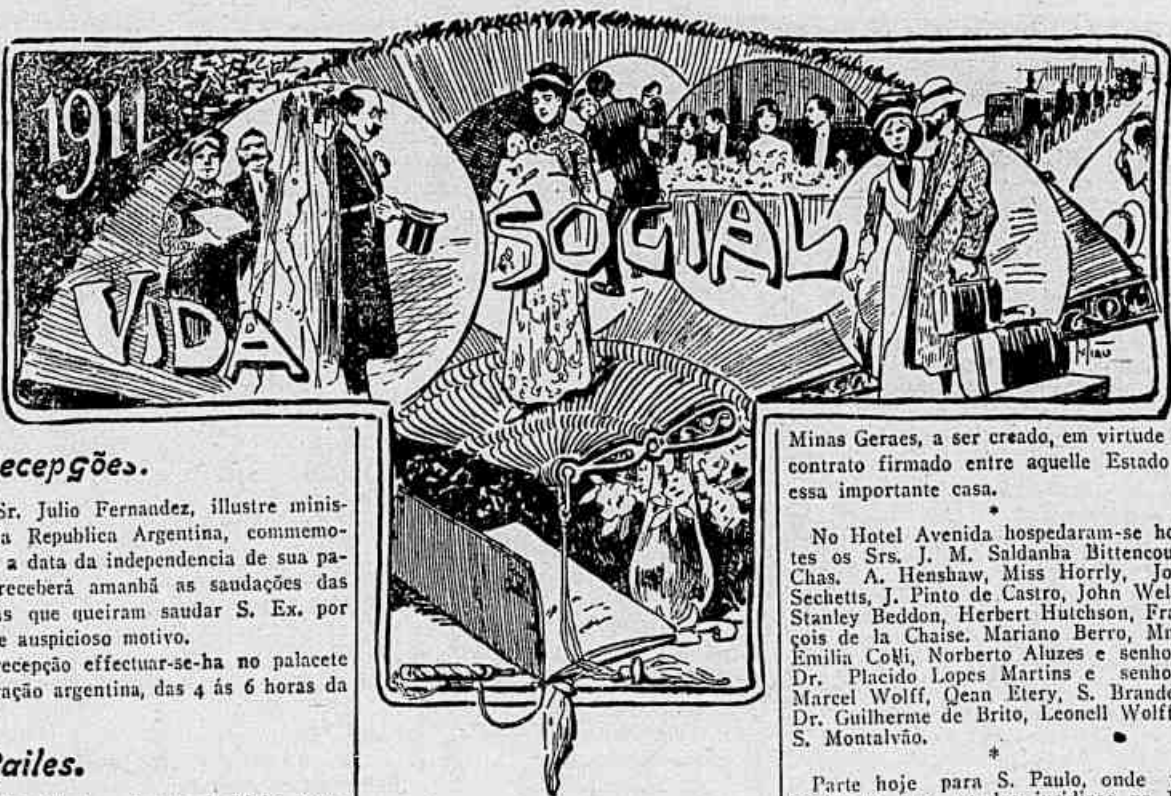 1911
VIDA SOCIAL
ecepções.
Sr. Julio Fernandez, illustre minis-
a Republica Argentina, commemo-
a data da independencia de sua pa-
receberá amanhã as saudações das
as que queiram saudar S. Ex. por
e auspicioso motivo.
recepção effectuar-se-ha no palacete
ração argentina, das 4 ás 6 horas da
ailes.
Minas Geraes, a ser creado, em virtude
contrato firmado entre aquelle Estado
essa importante casa.
*
No Hotel Avenida hospedaram-se ho
tes os Srs. J. M. Saldanha Bittencou
Chas. A. Henshaw, Miss Horrly, Jo
Sechetts, J. Pinto de Castro, John Wel
Stanley Beddon, Herbert Hutchson, Fra
çois de la Chaise, Mariano Berro, M
Emilia Colli, Norberto Aluzes e senho
Dr. Placido Lopes Martins e senho
Marcel Wolff, Qean Etery, S. Brand
Dr. Guilherme de Brito, Leonell Wolff
S. Montalvão.
*
Parte hoje para S. Paulo, onde